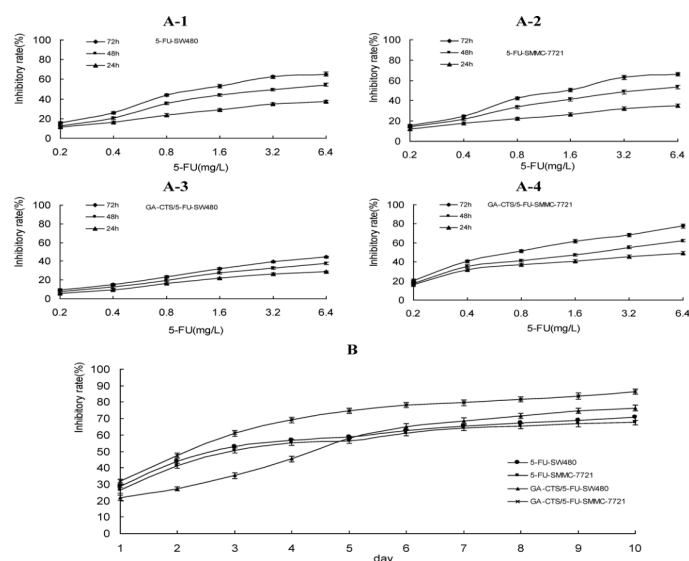 A-1
Inhibitory rate(%)
100
80
60
40
20
0
72h
48h
24h
5-FU-SW480
0.2 0.4 0.8 1.6 3.2 6.4
5-FU(mg/L)
A-2
Inhibitory rate(%)
100
80
60
40
20
0
72h
48h
24h
5-FU-SMMC-7721
0.2 0.4 0.8 1.6 3.2 6.4
5-FU(mg/L)
A-3
Inhibitory rate(%)
100
80
60
40
20
0
72h
48h
24h
GA-CTS/5-FU-SW480
0.2 0.4 0.8 1.6 3.2 6.4
5-FU(mg/L)
A-4
Inhibitory rate(%)
100
80
60
40
20
0
72h
48h
24h
GA-CTS/5-FU-SMMC-7721
0.2 0.4 0.8 1.6 3.2 6.4
5-FU(mg/L)
B
Inhibitory rate(%)
100
90
80
70
60
50
40
30
20
10
0
5-FU-SW480
5-FU-SMMC-7721
GA-CTS/5-FU-SW480
GA-CTS/5-FU-SMMC-7721
1 2 3 4 5 6 7 8 9 10
day